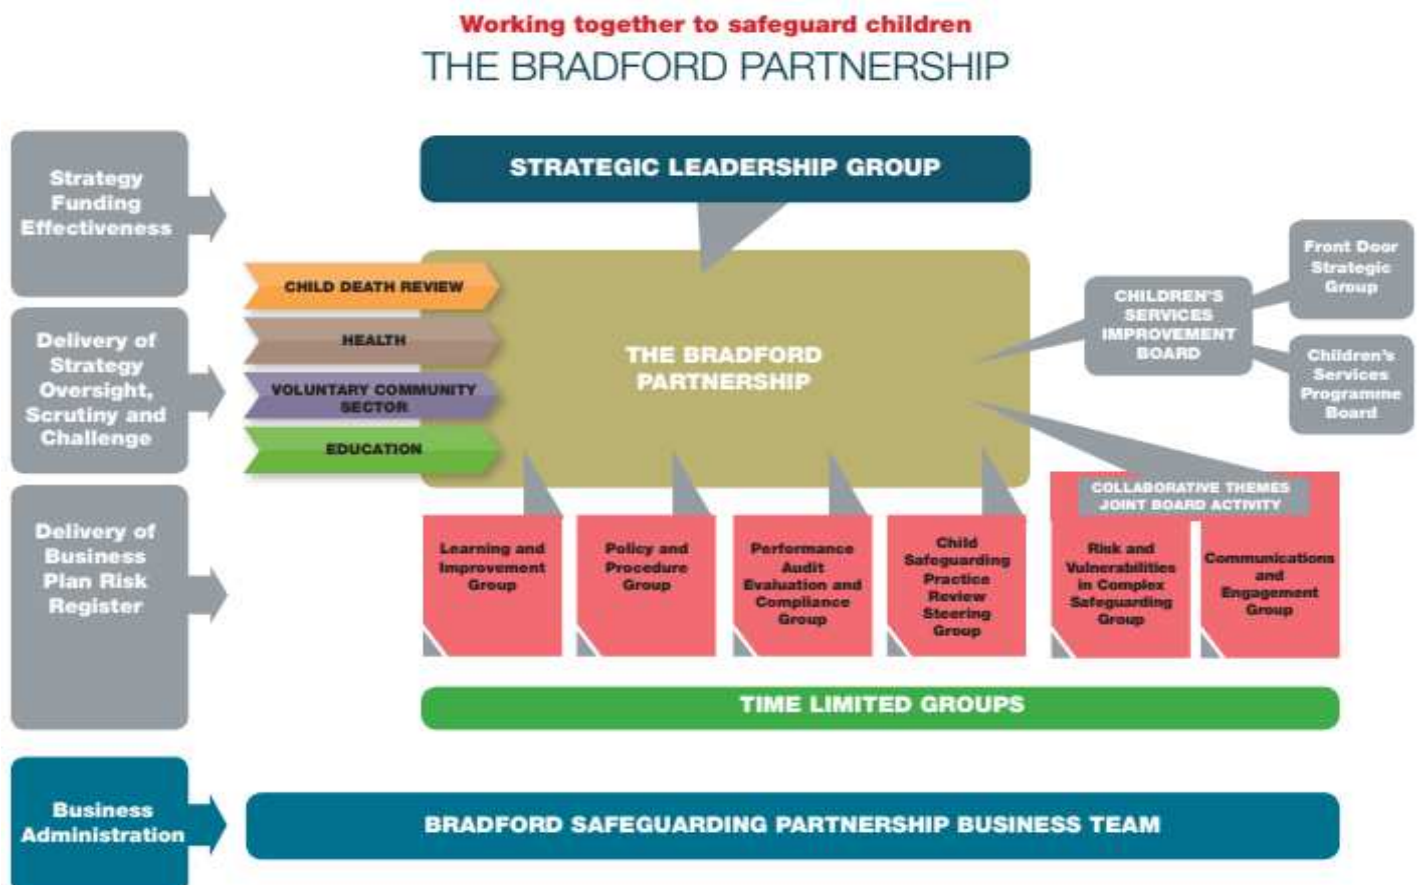 Working together to safeguard children
THE BRADFORD PARTNERSHIP
Strategy
Funding
Effectiveness
STRATEGIC LEADERSHIP GROUP
Delivery of
Strategy
Oversight,
Scrutiny and
Challenge
CHILD DEATH REVIEW
HEALTH
VOLUNTARY COMMUNITY
SECTOR
EDUCATION
THE BRADFORD
PARTNERSHIP
CHILDREN'S
SERVICES
IMPROVEMENT
BOARD
Front Door
Strategic
Group
Children's
Services
Programme
Board
Delivery of
Business
Plan Risk
Register
Learning and
Improvement
Group
Policy and
Procedure
Group
Performance
Audit
Evaluation and
Compliance
Group
Child
Safeguarding
Practice
Review
Steering
Group
COLLABORATIVE THEMES
JOINT BOARD ACTIVITY
Risk and
Vulnerabilities
in Complex
Safeguarding
Group
Communications
and
Engagement
Group
TIME LIMITED GROUPS
Business
Administration
BRADFORD SAFEGUARDING PARTNERSHIP BUSINESS TEAM